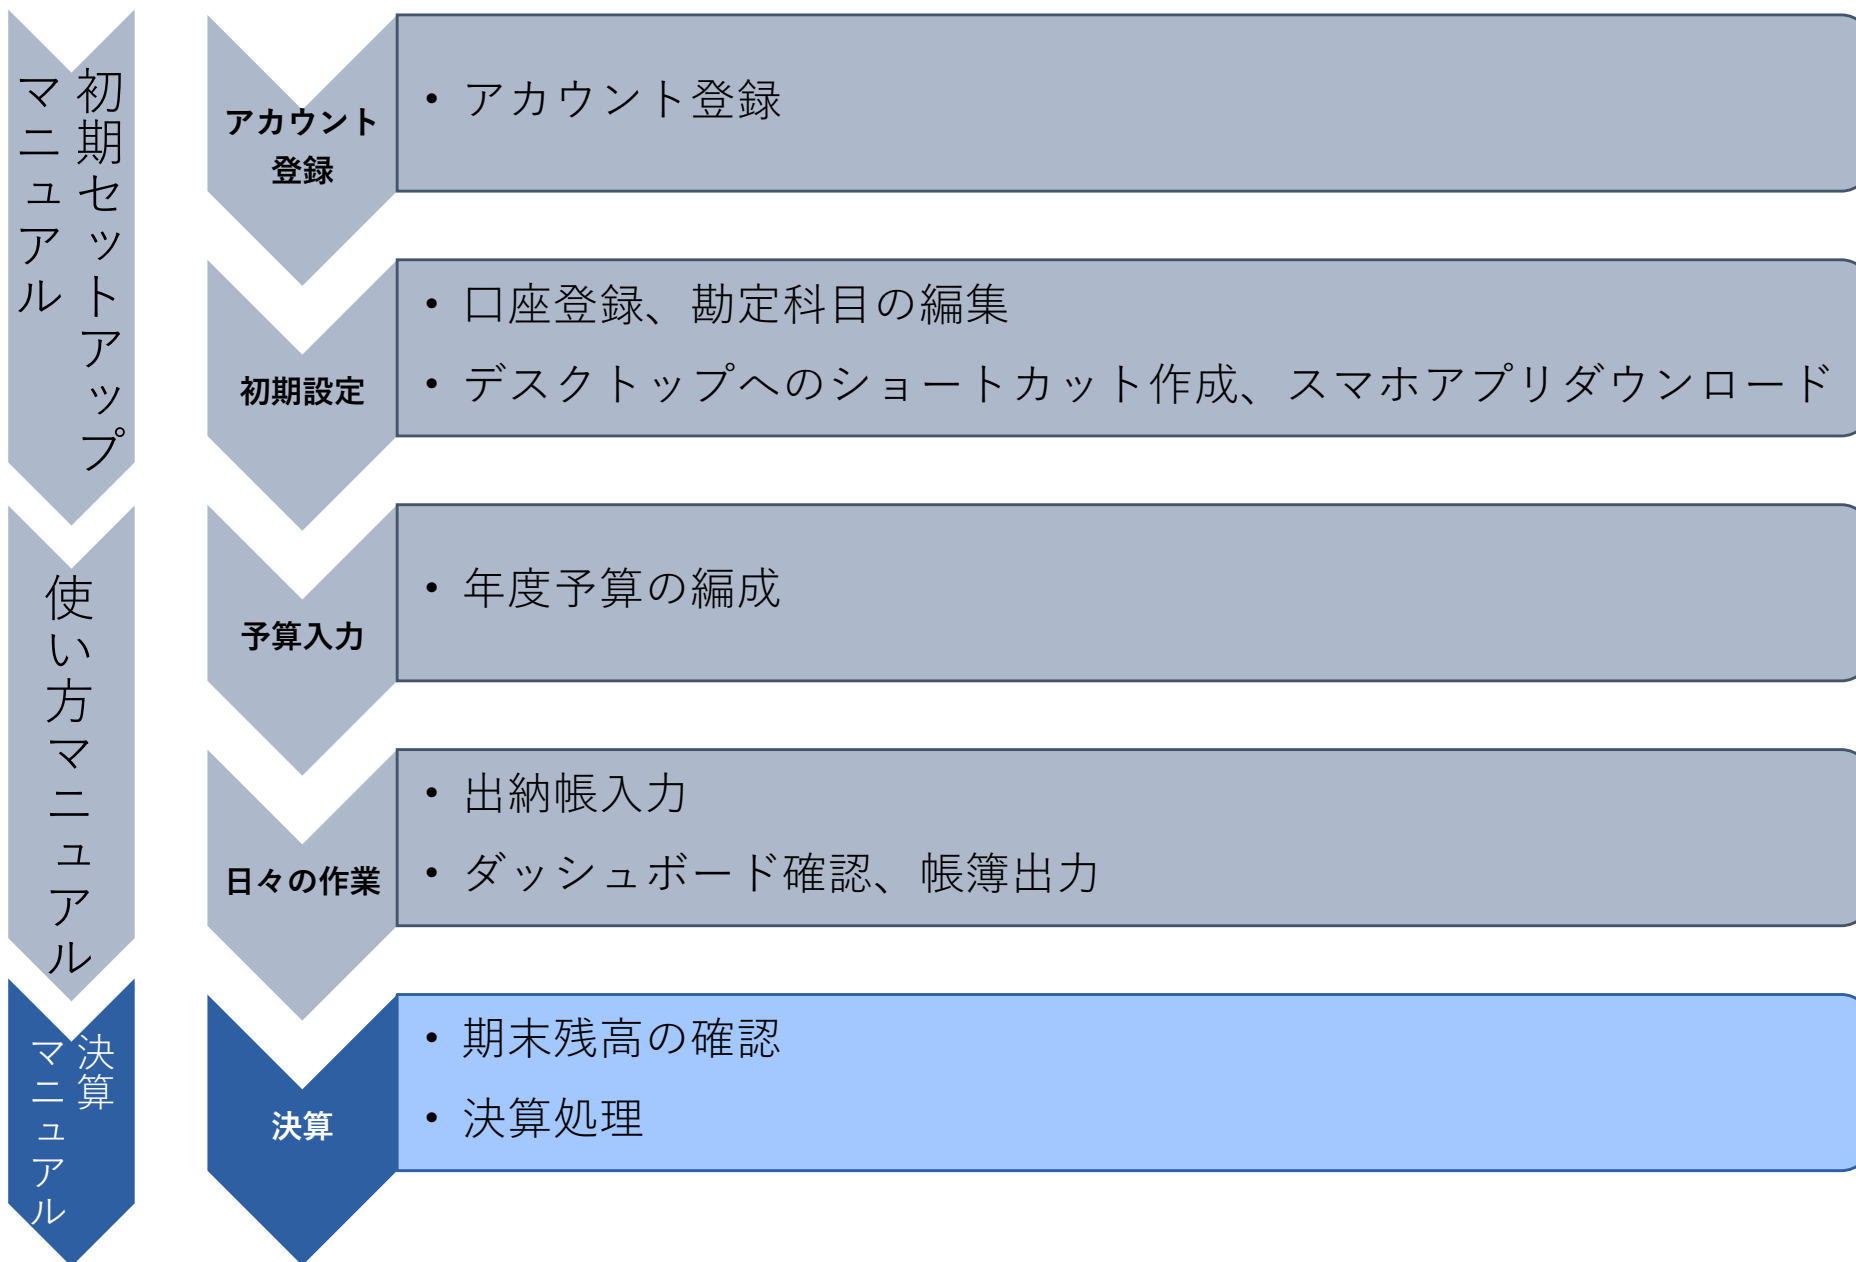 初期セットアップ
マニュアル
アカウント
登録
• アカウント登録
初期設定
• 口座登録、勘定科目の編集
• デスクトップへのショートカット作成、スマホアプリダウンロード
使い方マニュアル
予算入力
• 年度予算の編成
日々の作業
• 出納帳入力
• ダッシュボード確認、帳簿出力
決算
マニュアル
決算
• 期末残高の確認
• 決算処理